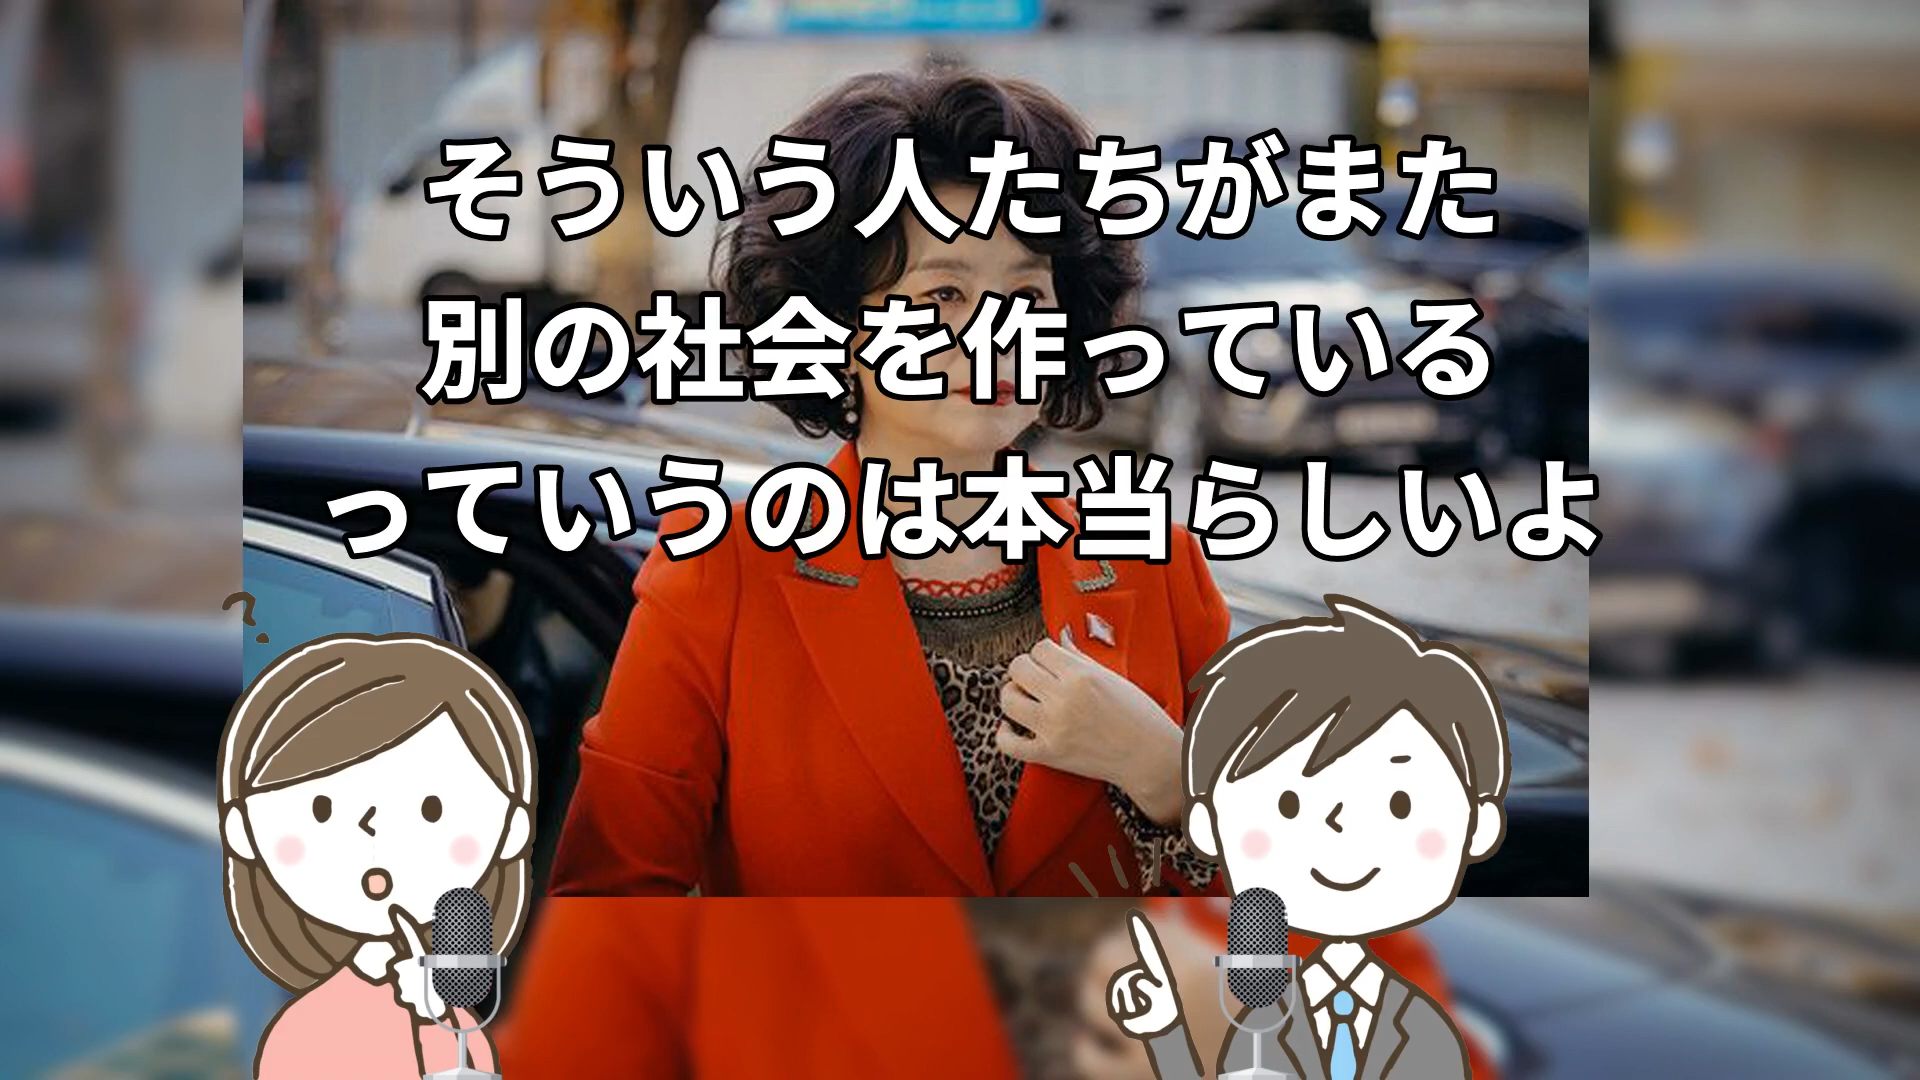 そういう人たちがまた
別の社会を作っている
っていうのは本当らしいよ